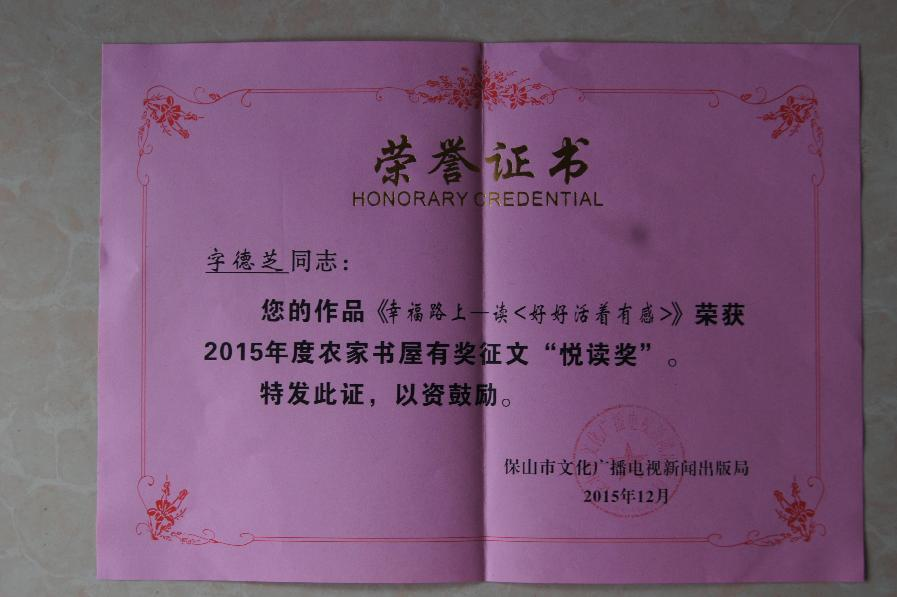 荣誉证书
HONORARY CREDENTIAL
字德芝同志：
您的作品《幸福路上—读<好好活着有感>》荣获
2015年度农家书屋有奖征文“悦读奖”。
特发此证，以资鼓励。
保山市文化广播电视新闻出版局
2015年12月